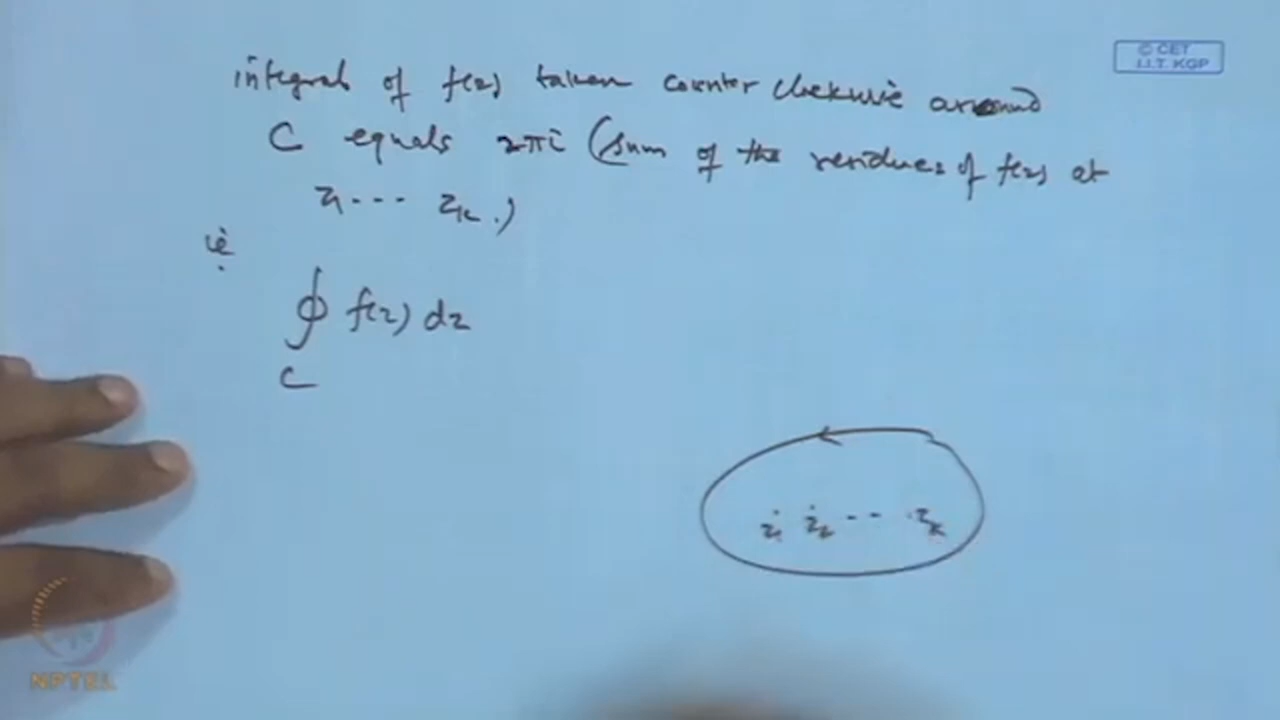 © CET
I.I.T. KGP
integral of f(z) taken counter clockwise around
C equals 2πi (sum of the residues of f(z) at
z1 ... zk.)
ie
∮ f(z) dz
C
z1 z2 ... zk
NPTEL